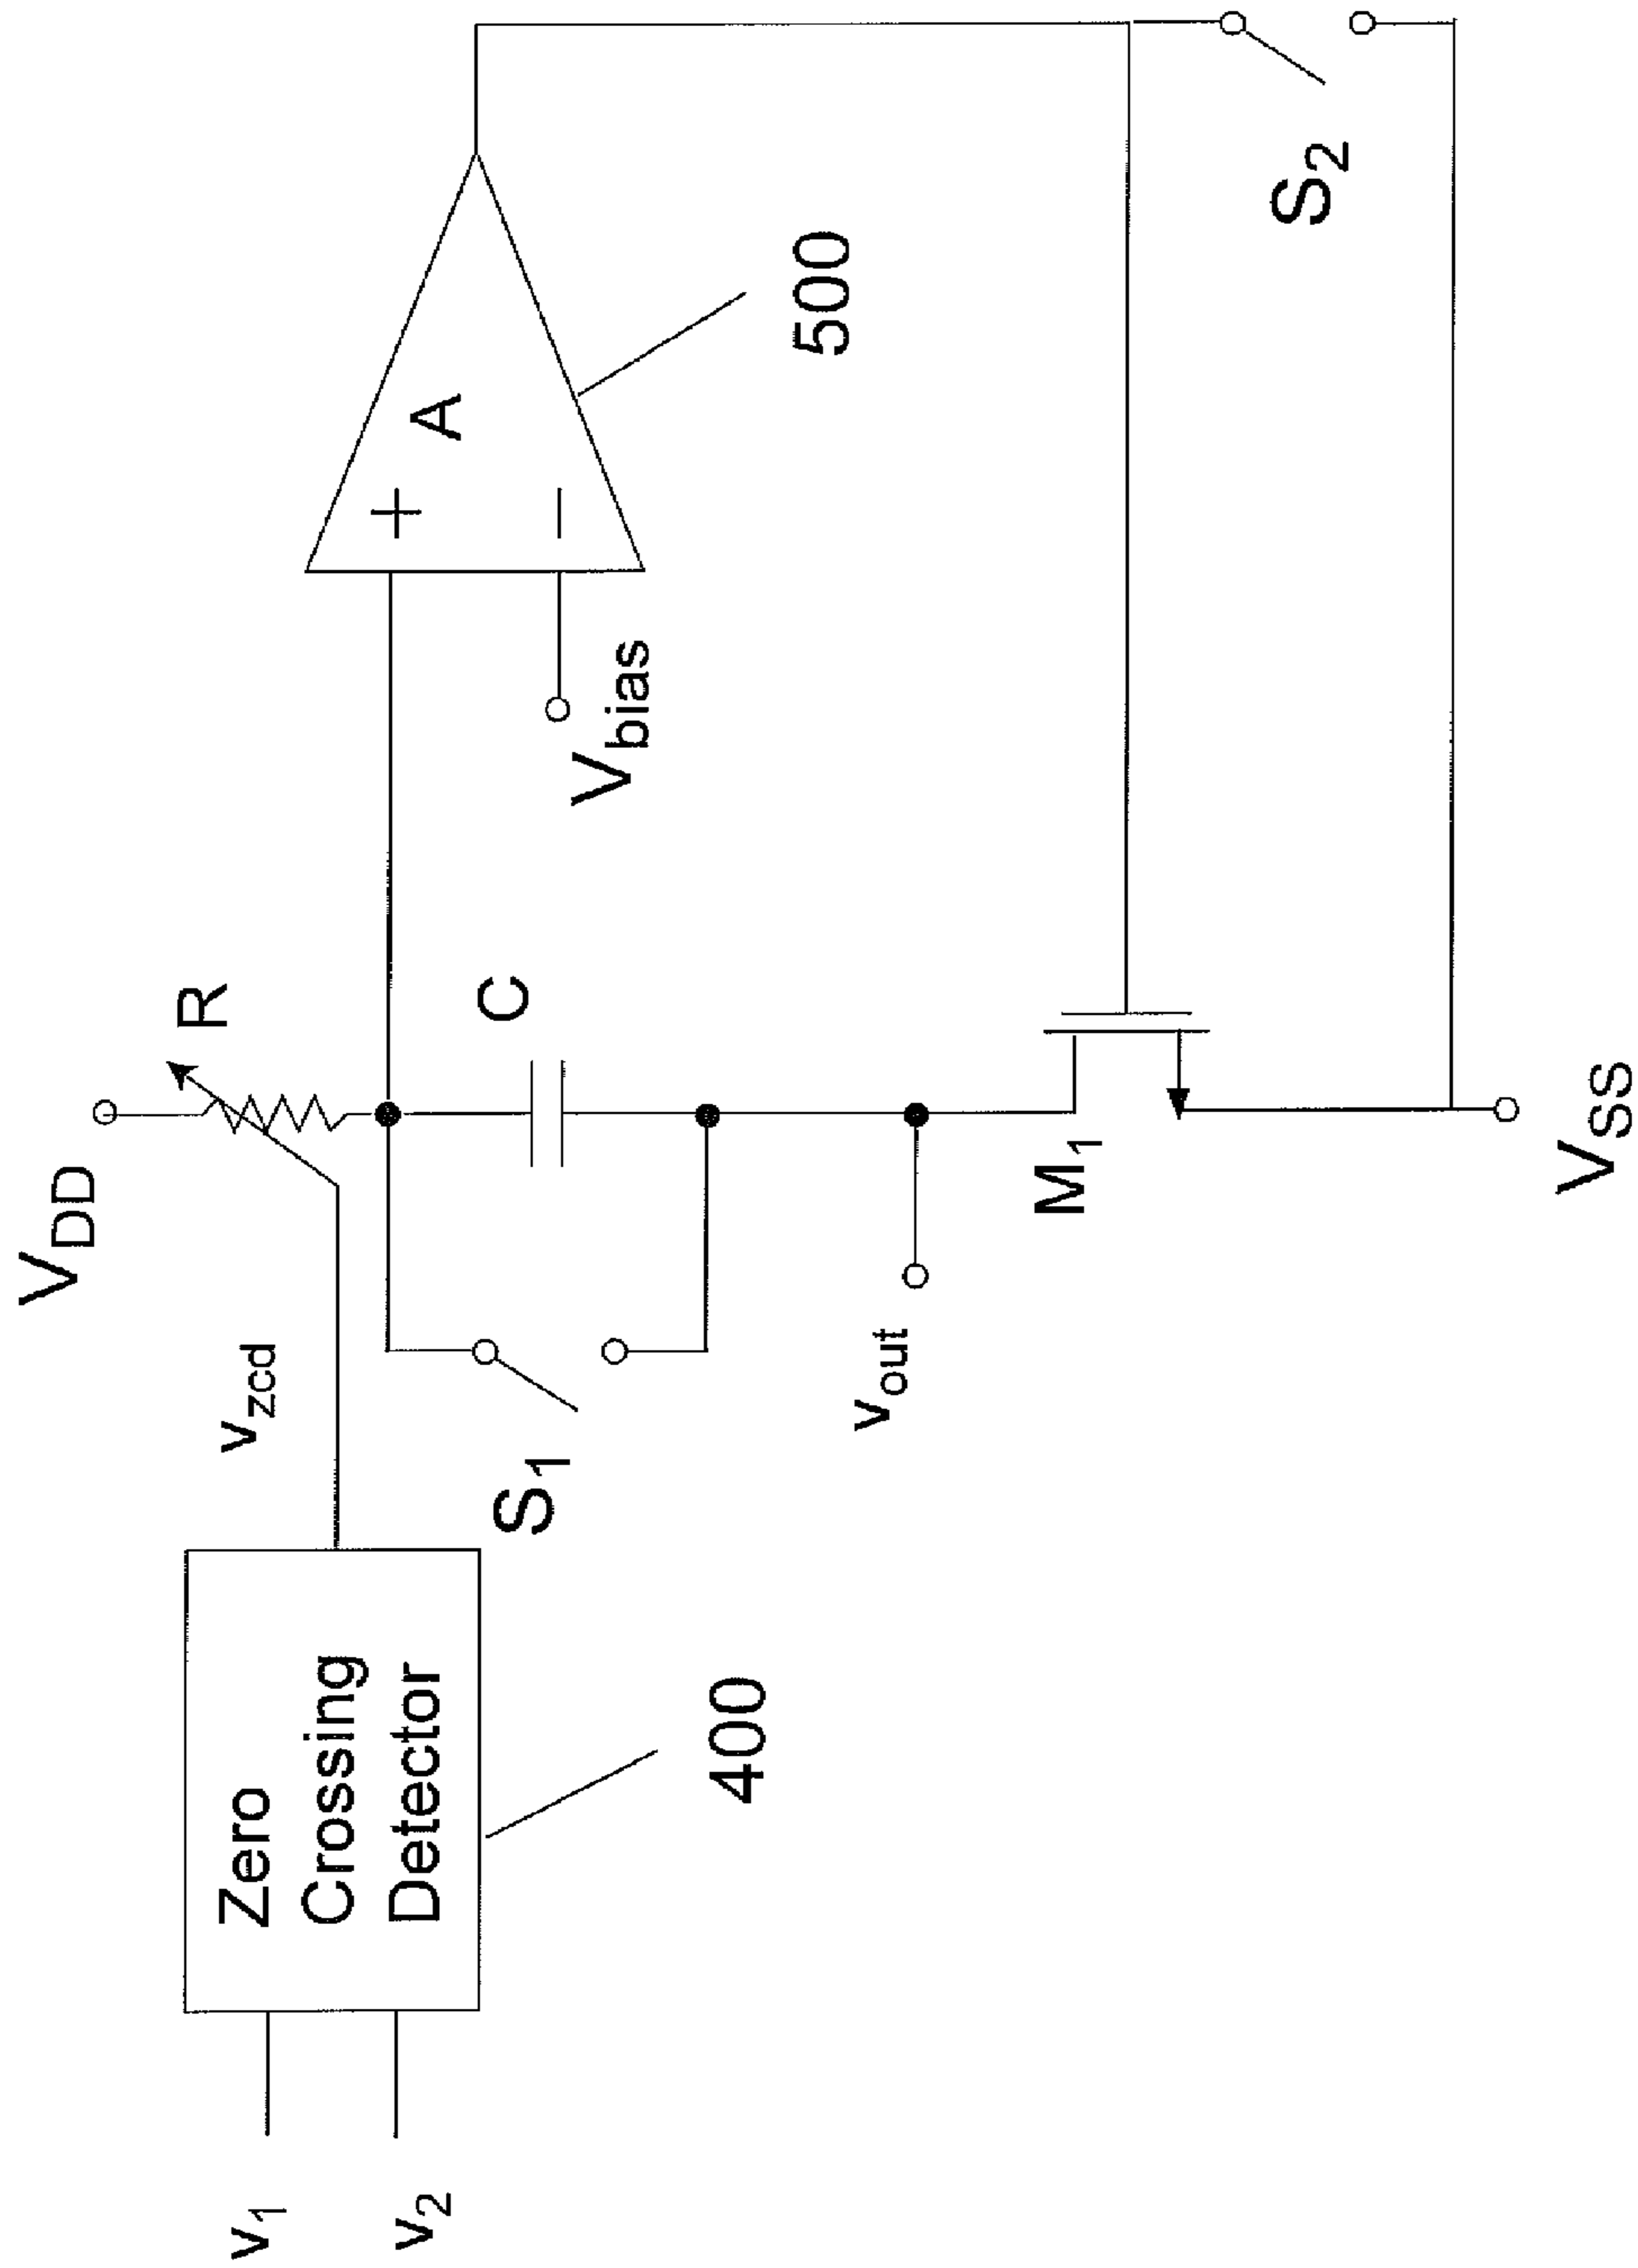 V_DD
R
v_zcd
Zero
Crossing
Detector
v_1
v_2
400
S_1
C
A
+
−
500
V_bias
v_out
M_1
S_2
V_SS